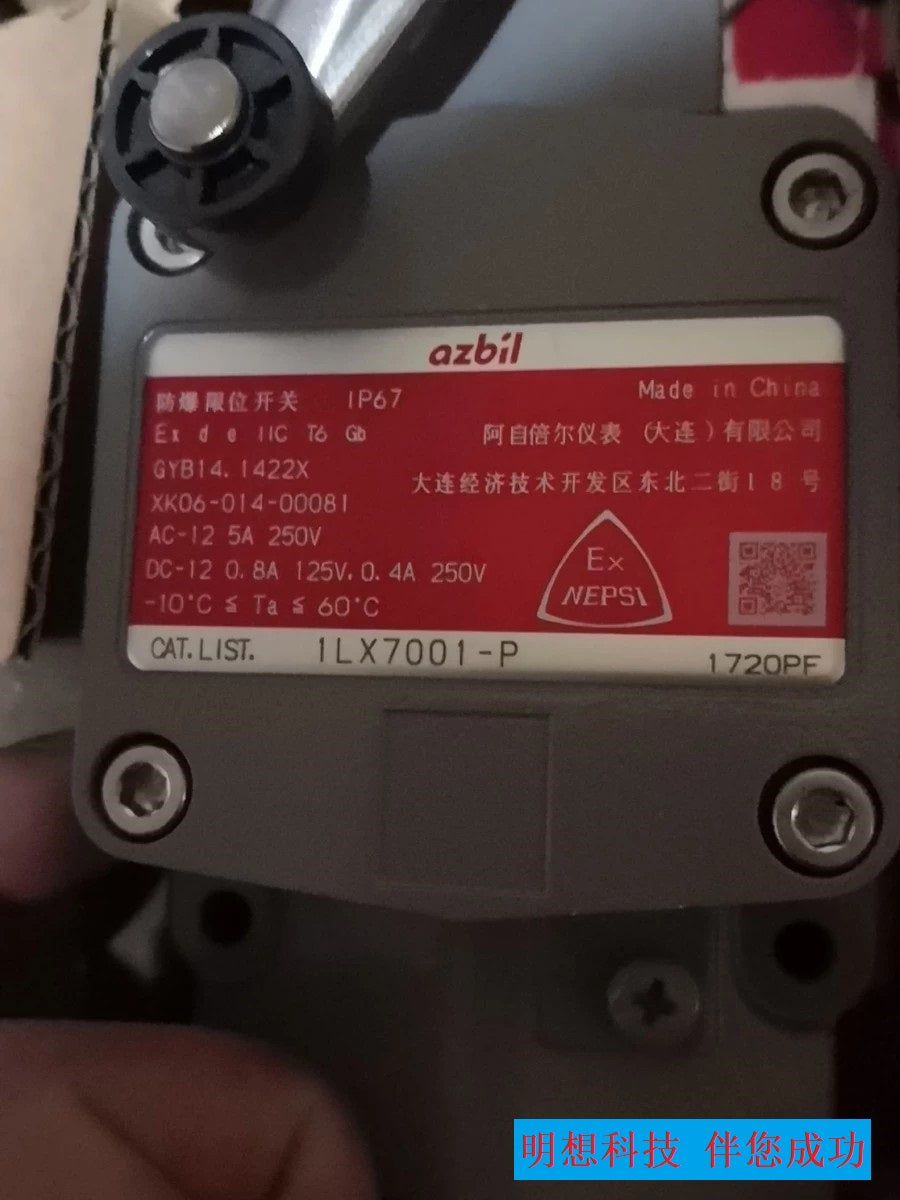 azbil
防爆限位开关 IP67
Made in China
Ex d e IIC T6 Gb
阿自倍尔仪表（大连）有限公司
GYB14.1422X
大连经济技术开发区东北二街18号
XK06-014-00081
AC-12 5A 250V
DC-12 0.8A 125V.0.4A 250V
-10°C ≤ Ta ≤ 60°C
Ex
NEPSI
CAT.LIST. 1LX7001-P
1720PF
明想科技 伴您成功